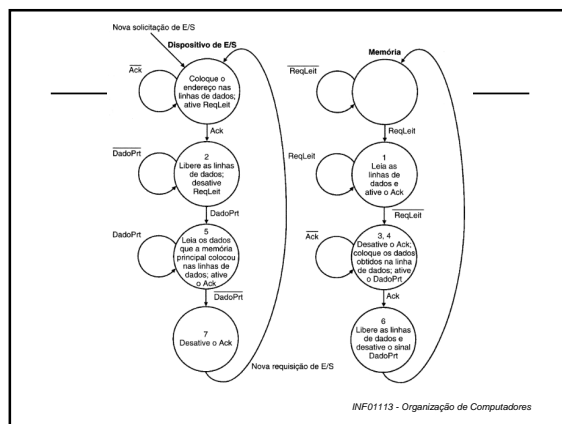 Nova solicitação de E/S
Dispositivo de E/S
Ack
Coloque o
endereço nas
linhas de dados;
ative ReqLeit
Ack
DadoPrt
2
Libere as linhas
de dados;
desative
ReqLeit
DadoPrt
DadoPrt
5
Leia os dados
que a memória
principal colocou
nas linhas de
dados; ative
o Ack
DadoPrt
7
Desative o Ack
Nova requisição de E/S
Memória
ReqLeit
ReqLeit
ReqLeit
1
Leia as
linhas de
dados e
ative o Ack
ReqLeit
Ack
3, 4
Desative o Ack;
coloque os dados
obtidos na linha
de dados; ative
o DadoPrt
Ack
6
Libere as linhas
de dados e
desative o sinal
DadoPrt
INF01113 - Organização de Computadores